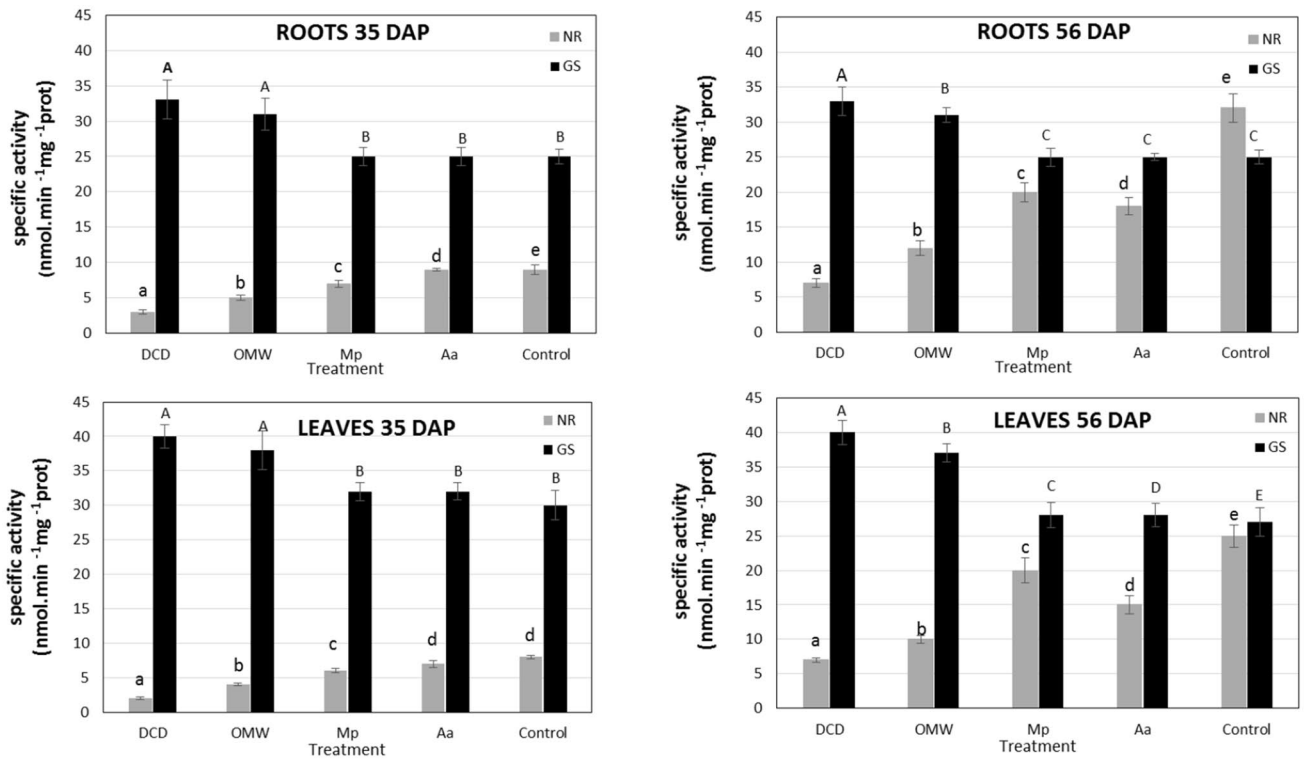 ROOTS 35 DAP
NR
GS
specific activity
(nmol.min -1mg -1prot)
45
40
35
30
25
20
15
10
5
0
A
A
B
B
B
a
b
c
d
e
DCD OMW Mp Aa Control
Treatment
ROOTS 56 DAP
NR
GS
specific activity
(nmol.min -1mg -1prot)
45
40
35
30
25
20
15
10
5
0
A
B
C
C
e
C
a
b
c
d
DCD OMW Mp Aa Control
Treatment
LEAVES 35 DAP
NR
GS
specific activity
(nmol.min -1mg -1prot)
45
40
35
30
25
20
15
10
5
0
A
A
B
B
B
a
b
c
d
d
DCD OMW Mp Aa Control
Treatment
LEAVES 56 DAP
NR
GS
specific activity
(nmol.min -1mg -1prot)
45
40
35
30
25
20
15
10
5
0
A
B
C
D
E
a
b
c
d
e
DCD OMW Mp Aa Control
Treatment